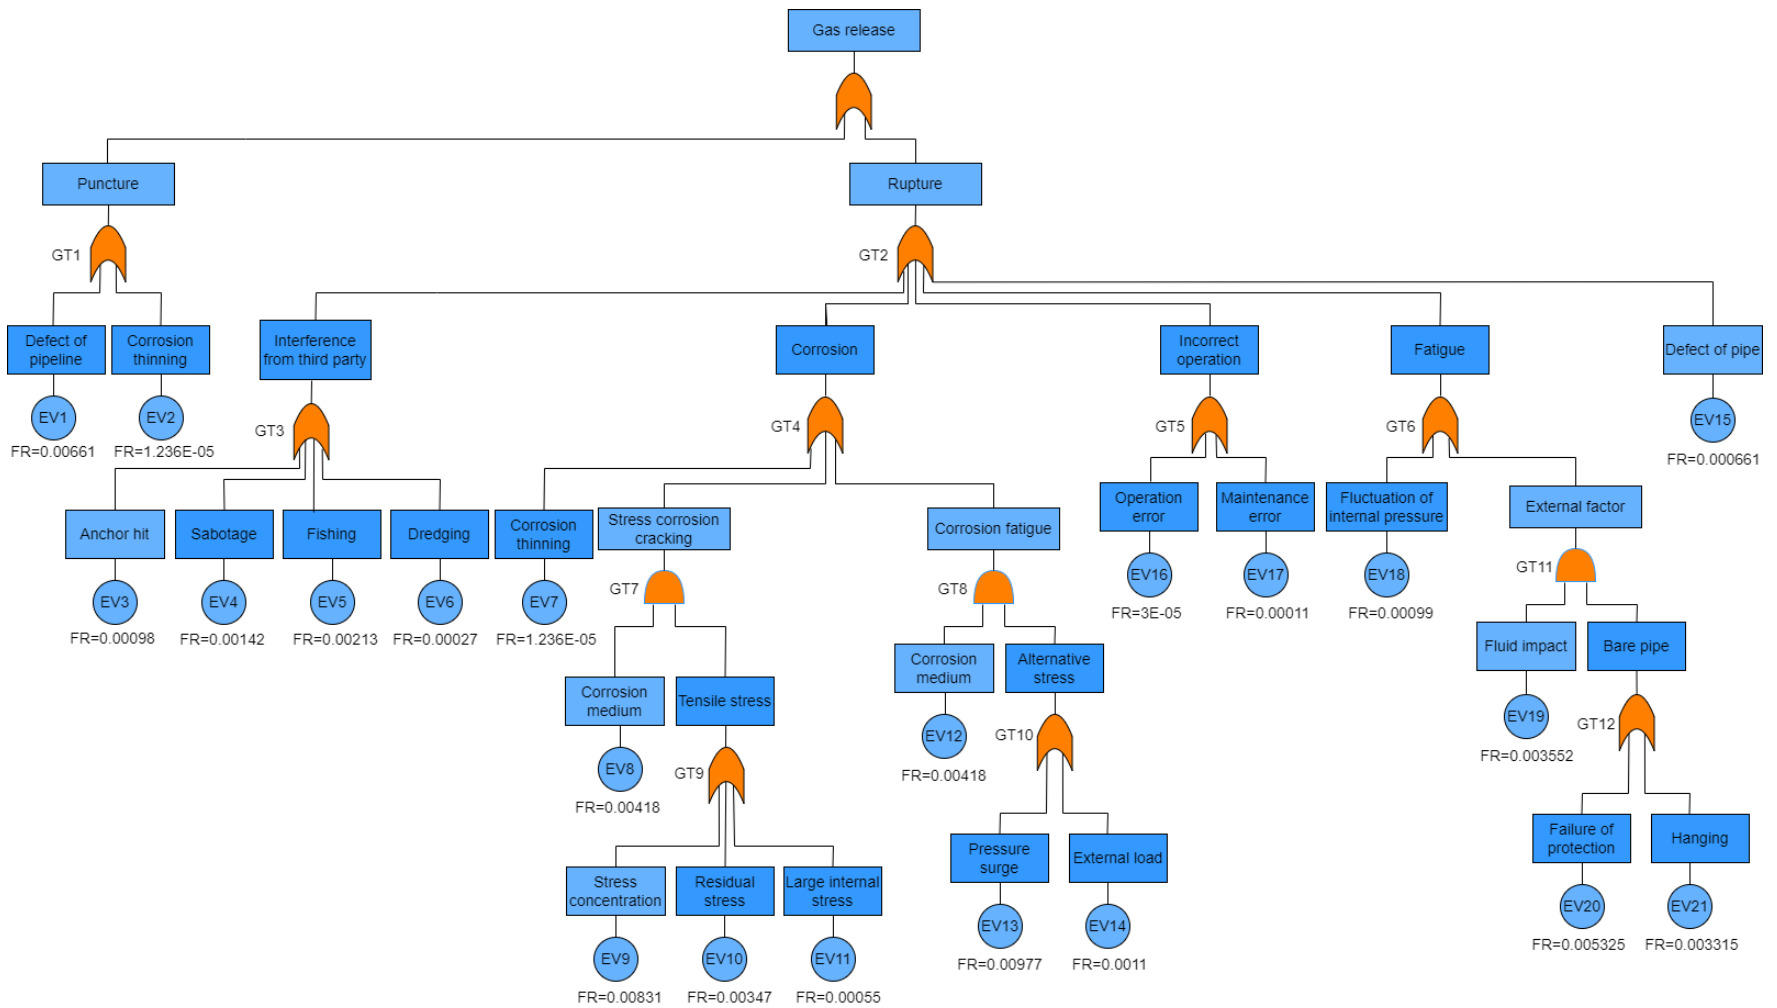 Gas release
Puncture
Rupture
GT1
GT2
Defect of
pipeline
Corrosion
thinning
Interference
from third party
Corrosion
Incorrect
operation
Fatigue
Defect of pipe
EV1
EV2
EV15
FR=0.00661
FR=1.236E-05
FR=0.000661
GT3
GT4
GT5
GT6
Anchor hit
Sabotage
Fishing
Dredging
Corrosion
thinning
Stress corrosion
cracking
Corrosion fatigue
Operation
error
Maintenance
error
Fluctuation of
internal pressure
External factor
EV3
EV4
EV5
EV6
EV7
GT7
GT8
EV16
EV17
EV18
GT11
FR=0.00098
FR=0.00142
FR=0.00213
FR=0.00027
FR=1.236E-05
FR=3E-05
FR=0.00011
FR=0.00099
Corrosion
medium
Tensile stress
Corrosion
medium
Alternative
stress
Fluid impact
Bare pipe
EV8
GT9
EV12
GT10
EV19
GT12
FR=0.00418
FR=0.00418
FR=0.003552
Stress
concentration
Residual
stress
Large internal
stress
Pressure
surge
External load
Failure of
protection
Hanging
EV9
EV10
EV11
EV13
EV14
EV20
EV21
FR=0.00831
FR=0.00347
FR=0.00055
FR=0.00977
FR=0.0011
FR=0.005325
FR=0.003315